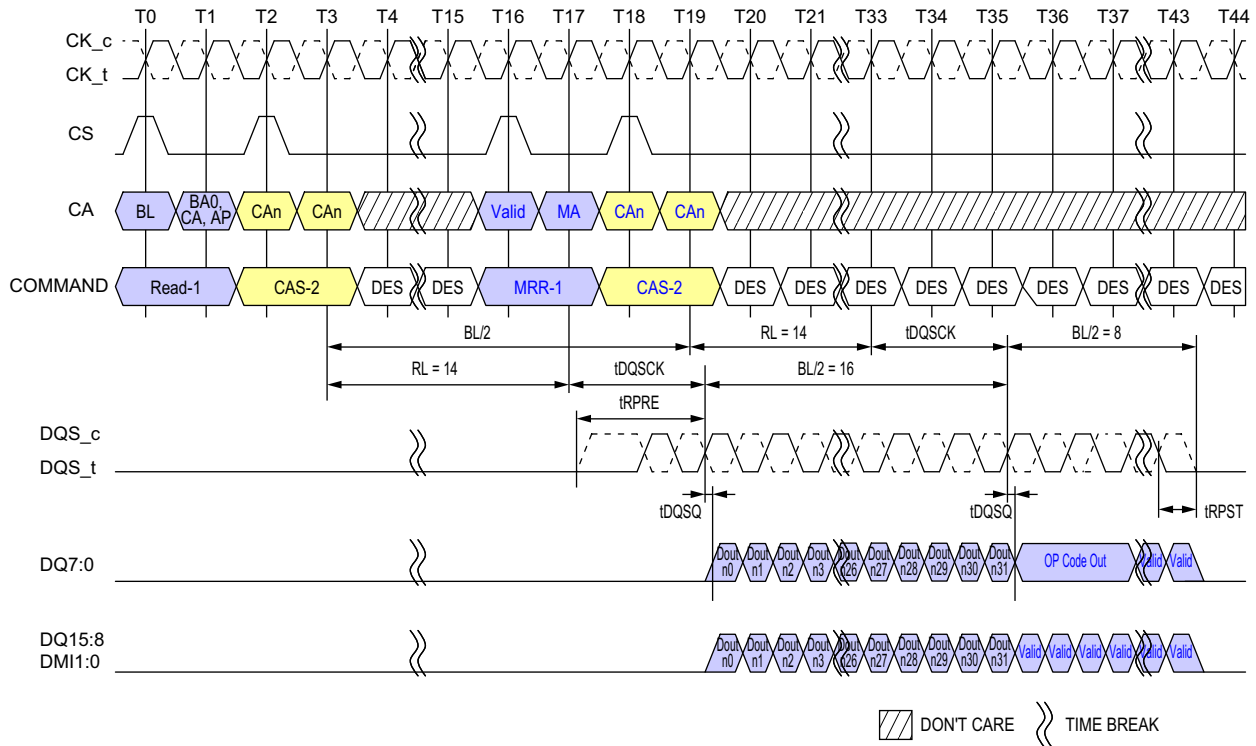 T0 T1 T2 T3 T4 T15 T16 T17 T18 T19 T20 T21 T33 T34 T35 T36 T37 T43 T44
CK_c
CK_t
CS
CA BL BA0, CA, AP CAn CAn Valid MA CAn CAn
COMMAND Read-1 CAS-2 DES DES MRR-1 CAS-2 DES DES DES DES DES DES DES DES DES
BL/2 RL = 14 tDQSCK BL/2 = 8
RL = 14 tDQSCK BL/2 = 16
tRPRE
DQS_c
DQS_t
tDQSQ tDQSQ tRPST
DQ7:0 Dout n0 Dout n1 Dout n2 Dout n3 Dout n26 Dout n27 Dout n28 Dout n29 Dout n30 Dout n31 OP Code Out Valid Valid
DQ15:8
DMI1:0 Dout n0 Dout n1 Dout n2 Dout n3 Dout n26 Dout n27 Dout n28 Dout n29 Dout n30 Dout n31 Valid Valid Valid Valid Valid Valid
DON'T CARE TIME BREAK